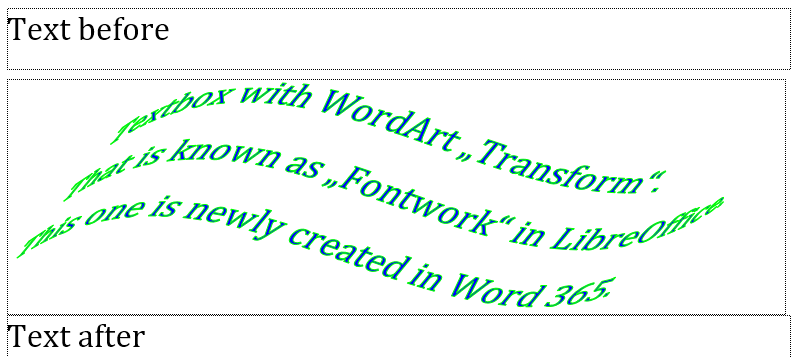 Text before
Textbox with WordArt „Transform“.
That is known as „Fontwork“ in LibreOffice
This one is newly created in Word 365.
Text after